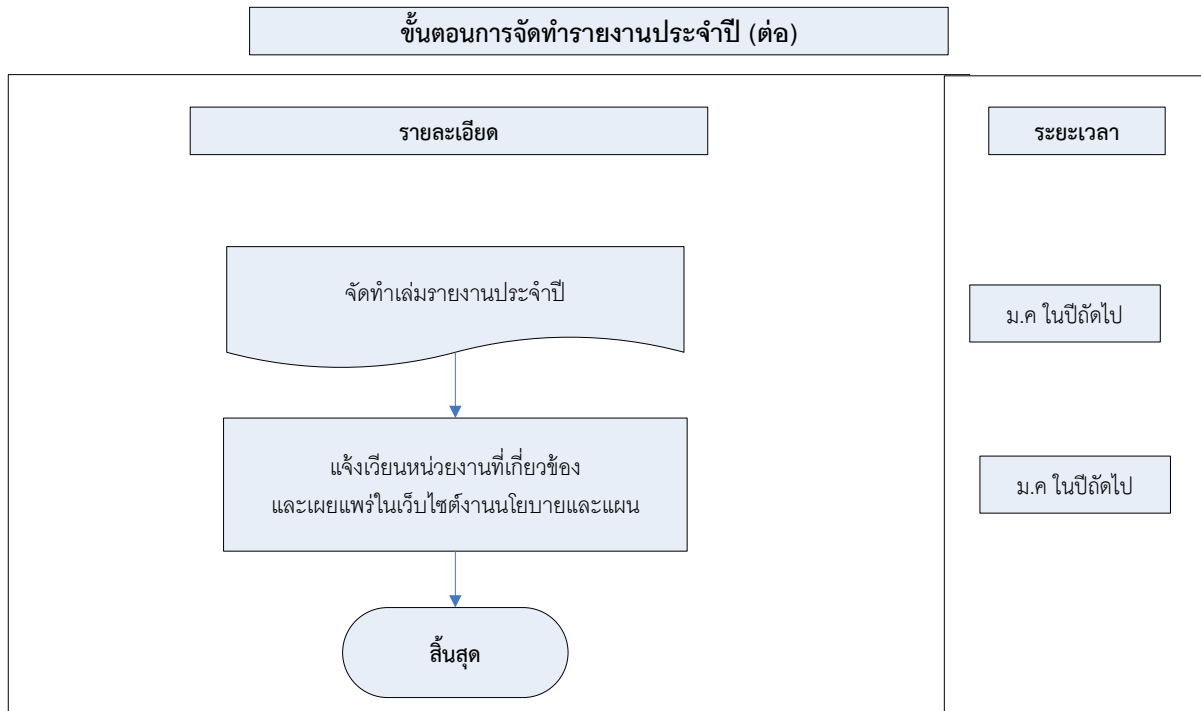 ขั้นตอนการจัดทำรายงานประจำปี (ต่อ)
รายละเอียด
ระยะเวลา
จัดทำเล่มรายงานประจำปี
ม.ค ในปีถัดไป
แจ้งเวียนหน่วยงานที่เกี่ยวข้อง
และเผยแพร่ในเว็บไซต์งานนโยบายและแผน
ม.ค ในปีถัดไป
สิ้นสุด